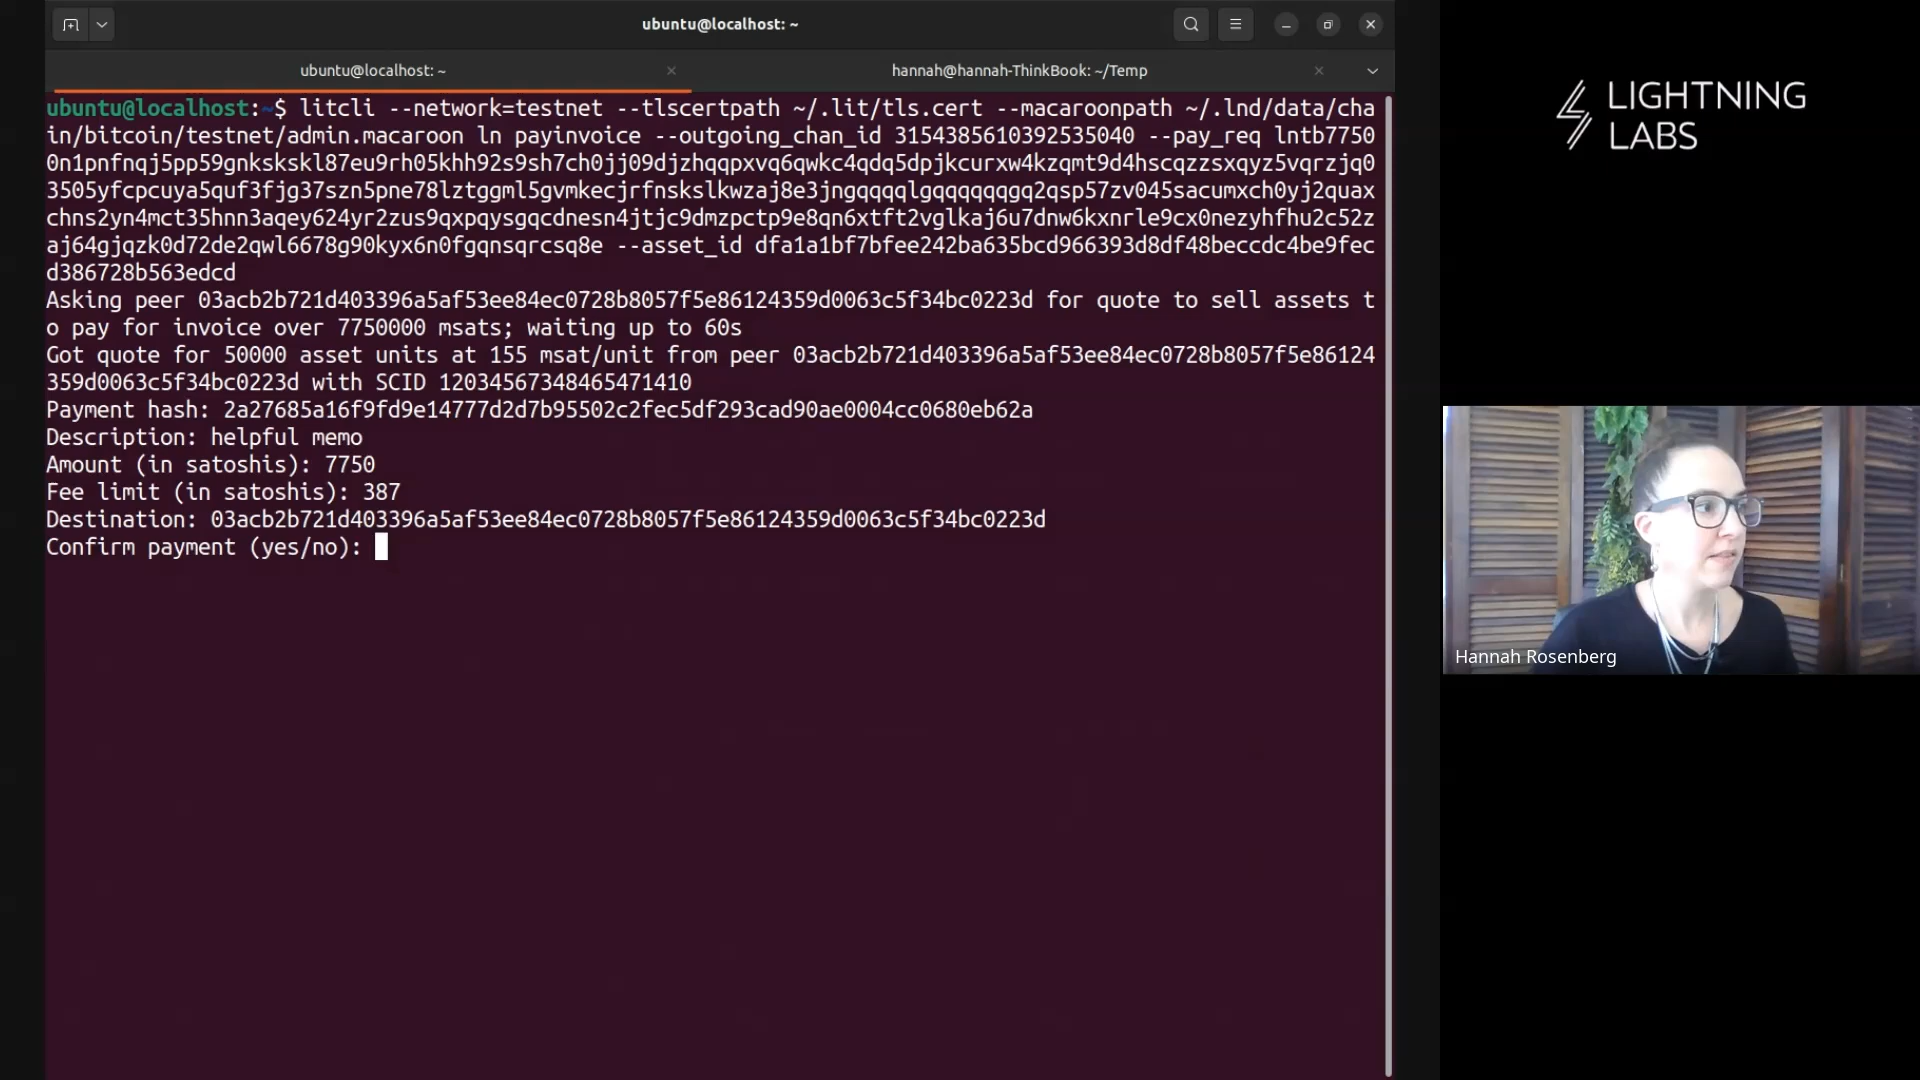 ubuntu@localhost: ~
ubuntu@localhost: ~
hannah@hannah-ThinkBook: ~/Temp
ubuntu@localhost:~$ litcli --network=testnet --tlscertpath ~/.lit/tls.cert --macaroonpath ~/.lnd/data/cha
in/bitcoin/testnet/admin.macaroon ln payinvoice --outgoing_chan_id 3154385610392535040 --pay_req lntb7750
0n1pnfnqj5pp59gnkskskl87eu9rh05khh92s9sh7ch0jj09djzhqqpxvq6qwkc4qdq5dpjkcurxw4kzqmt9d4hscqzzsxqyz5vqrzjq0
3505yfcpcuya5quf3fjg37szn5pne78lztggml5gvmkecjrfnskslkwzaj8e3jngqqqqlgqqqqqqgq2qsp57zv045sacumxch0yj2quax
chns2yn4mct35hnn3aqey624yr2zus9qxpqysgqcdnesn4jtjc9dmzpctp9e8qn6xtft2vglkaj6u7dnw6kxnrle9cx0nezyhfhu2c52z
aj64gjqzk0d72de2qwl6678g90kyx6n0fgqnsqrcsq8e --asset_id dfa1a1bf7bfee242ba635bcd966393d8df48beccdc4be9fec
d386728b563edcd
Asking peer 03acb2b721d403396a5af53ee84ec0728b8057f5e86124359d0063c5f34bc0223d for quote to sell assets t
o pay for invoice over 7750000 msats; waiting up to 60s
Got quote for 50000 asset units at 155 msat/unit from peer 03acb2b721d403396a5af53ee84ec0728b8057f5e86124
359d0063c5f34bc0223d with SCID 12034567348465471410
Payment hash: 2a27685a16f9fd9e14777d2d7b95502c2fec5df293cad90ae0004cc0680eb62a
Description: helpful memo
Amount (in satoshis): 7750
Fee limit (in satoshis): 387
Destination: 03acb2b721d403396a5af53ee84ec0728b8057f5e86124359d0063c5f34bc0223d
Confirm payment (yes/no):
LIGHTNING
LABS
Hannah Rosenberg